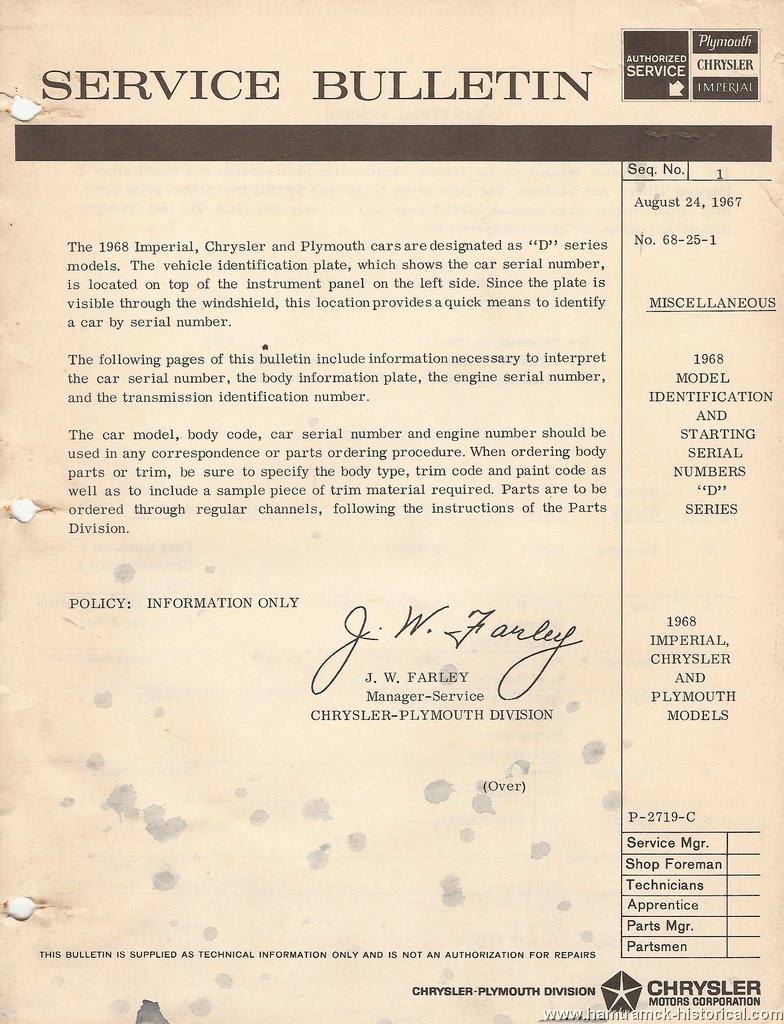 SERVICE BULLETIN
AUTHORIZED
SERVICE
Plymouth
CHRYSLER
IMPERIAL
Seq. No. 1
August 24, 1967
No. 68-25-1
MISCELLANEOUS
1968
MODEL
IDENTIFICATION
AND
STARTING
SERIAL
NUMBERS
"D"
SERIES
1968
IMPERIAL,
CHRYSLER
AND
PLYMOUTH
MODELS
The 1968 Imperial, Chrysler and Plymouth cars are designated as "D" series
models. The vehicle identification plate, which shows the car serial number,
is located on top of the instrument panel on the left side. Since the plate is
visible through the windshield, this location provides a quick means to identify
a car by serial number.
The following pages of this bulletin include information necessary to interpret
the car serial number, the body information plate, the engine serial number,
and the transmission identification number.
The car model, body code, car serial number and engine number should be
used in any correspondence or parts ordering procedure. When ordering body
parts or trim, be sure to specify the body type, trim code and paint code as
well as to include a sample piece of trim material required. Parts are to be
ordered through regular channels, following the instructions of the Parts
Division.
POLICY: INFORMATION ONLY
J. W. Farley
J. W. FARLEY
Manager-Service
CHRYSLER-PLYMOUTH DIVISION
(Over)
P-2719-C
Service Mgr.
Shop Foreman
Technicians
Apprentice
Parts Mgr.
Partsmen
THIS BULLETIN IS SUPPLIED AS TECHNICAL INFORMATION ONLY AND IS NOT AN AUTHORIZATION FOR REPAIRS
CHRYSLER-PLYMOUTH DIVISION
CHRYSLER
MOTORS CORPORATION
www.hamtramck-historical.com